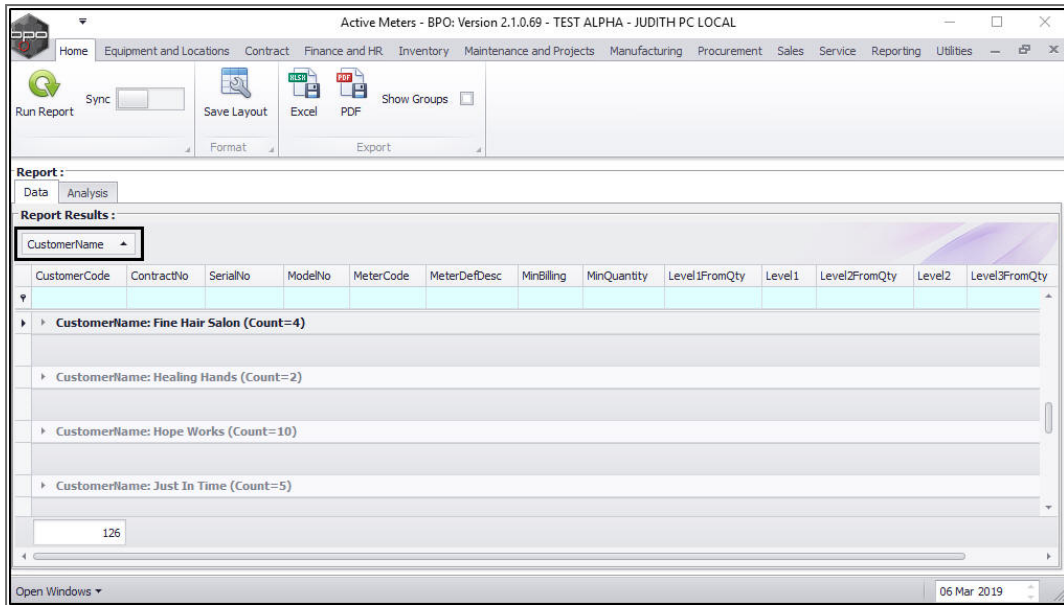 Active Meters - BPO: Version 2.1.0.69 - TEST ALPHA - JUDITH PC LOCAL
bpo
Home Equipment and Locations Contract Finance and HR Inventory Maintenance and Projects Manufacturing Procurement Sales Service Reporting Utilities
Run Report Sync Save Layout XLSX Excel PDF PDF Show Groups
Format Export
Report :
Data Analysis
Report Results :
CustomerName
CustomerCode ContractNo SerialNo ModelNo MeterCode MeterDefDesc MinBilling MinQuantity Level1FromQty Level1 Level2FromQty Level2 Level3FromQty
CustomerName: Fine Hair Salon (Count=4)
CustomerName: Healing Hands (Count=2)
CustomerName: Hope Works (Count=10)
CustomerName: Just In Time (Count=5)
126
Open Windows 06 Mar 2019